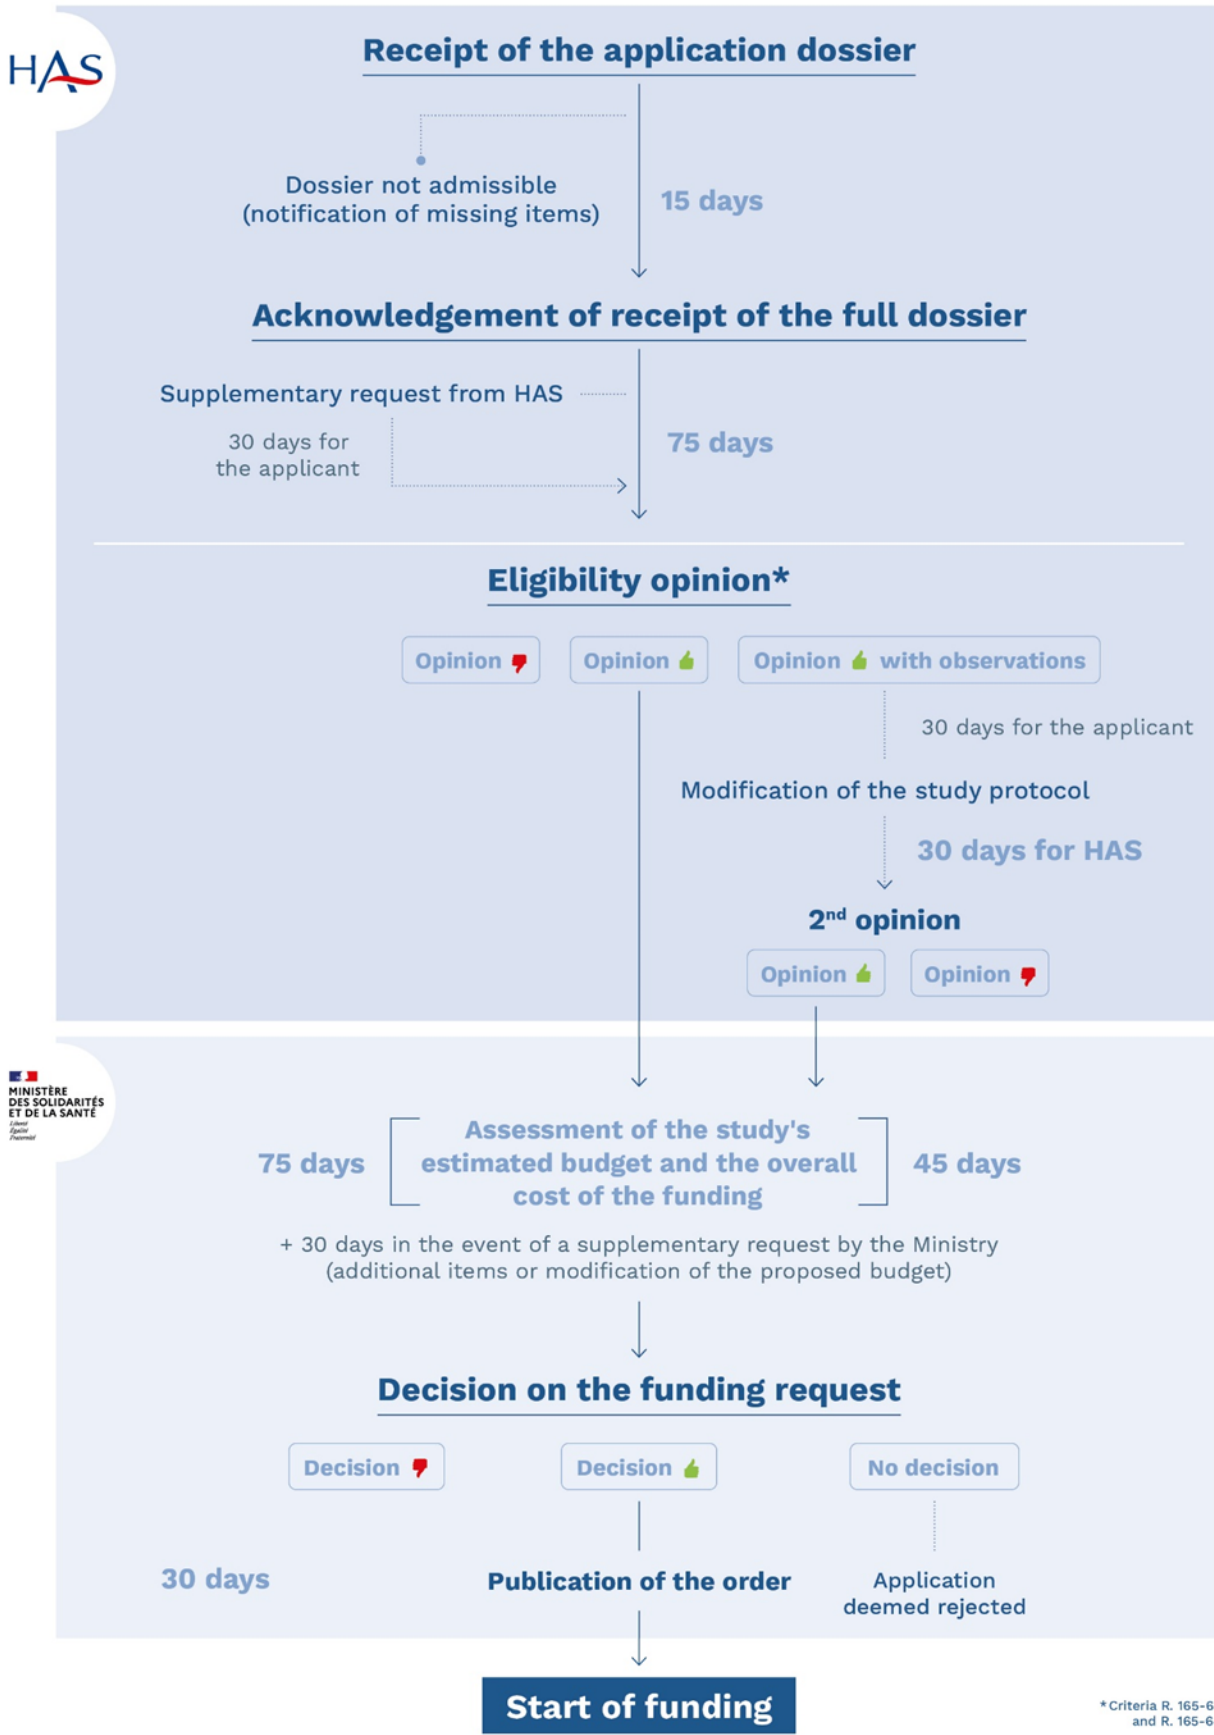 HAS
Receipt of the application dossier
Dossier not admissible
(notification of missing items)
15 days
Acknowledgement of receipt of the full dossier
Supplementary request from HAS
30 days for
the applicant
75 days
Eligibility opinion*
Opinion
Opinion
Opinion with observations
30 days for the applicant
Modification of the study protocol
30 days for HAS
2nd opinion
Opinion
Opinion
MINISTÈRE
DES SOLIDARITÉS
ET DE LA SANTÉ
Liberté
Égalité
Fraternité
75 days
Assessment of the study's
estimated budget and the overall
cost of the funding
45 days
+ 30 days in the event of a supplementary request by the Ministry
(additional items or modification of the proposed budget)
Decision on the funding request
Decision
Decision
No decision
30 days
Publication of the order
Application
deemed rejected
Start of funding
*Criteria R. 165-6
and R. 165-6